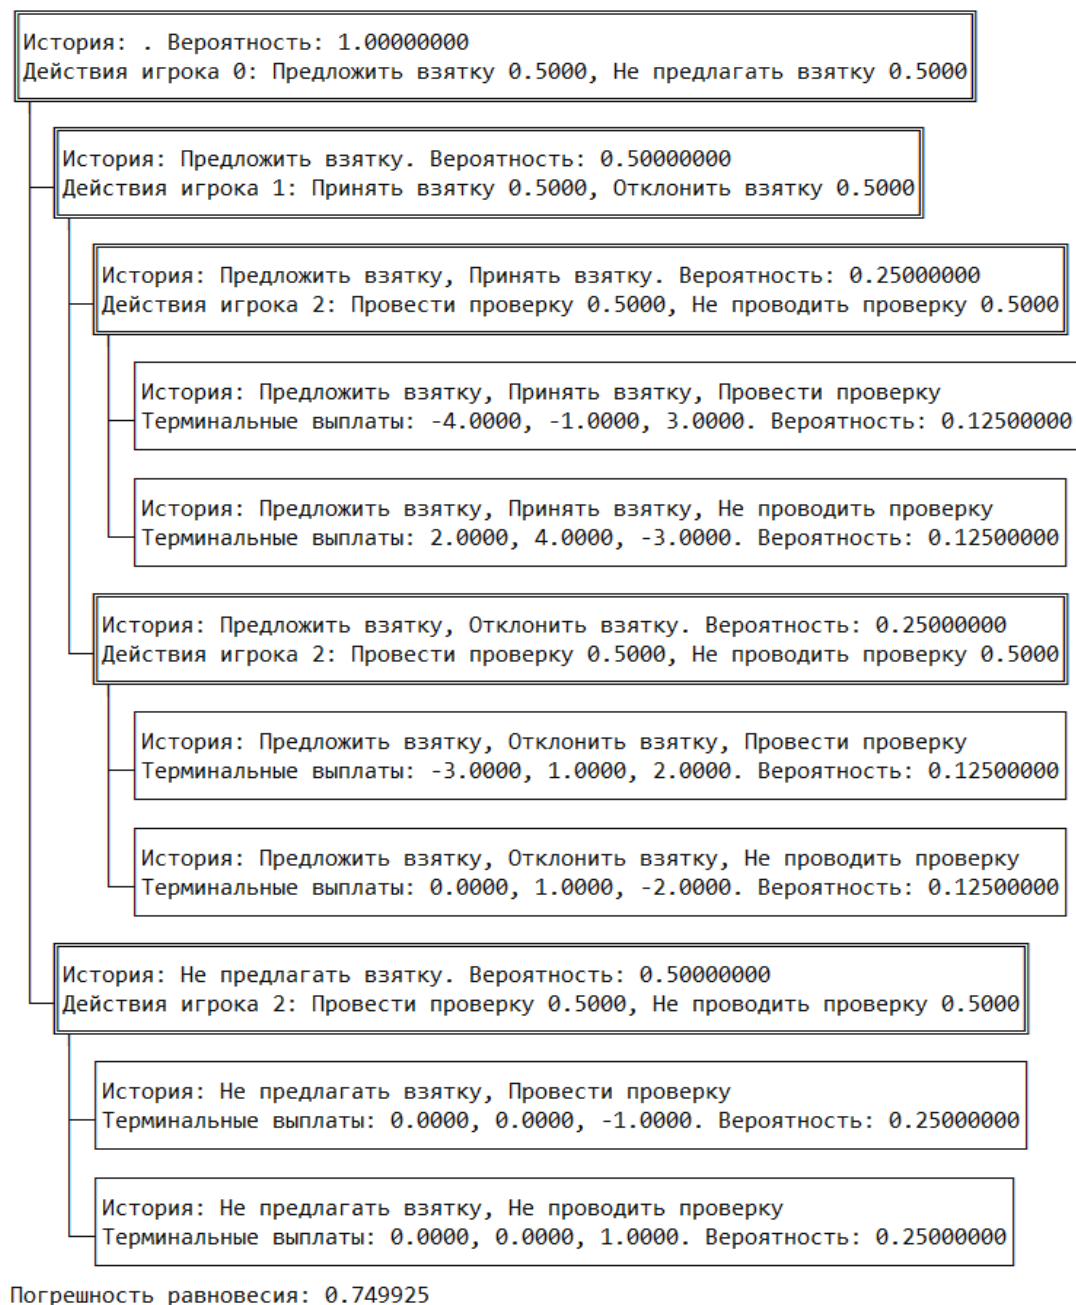 История: . Вероятность: 1.00000000
Действия игрока 0: Предложить взятку 0.5000, Не предлагать взятку 0.5000
История: Предложить взятку. Вероятность: 0.50000000
Действия игрока 1: Принять взятку 0.5000, Отклонить взятку 0.5000
История: Предложить взятку, Принять взятку. Вероятность: 0.25000000
Действия игрока 2: Провести проверку 0.5000, Не проводить проверку 0.5000
История: Предложить взятку, Принять взятку, Провести проверку
Терминальные выплаты: -4.0000, -1.0000, 3.0000. Вероятность: 0.12500000
История: Предложить взятку, Принять взятку, Не проводить проверку
Терминальные выплаты: 2.0000, 4.0000, -3.0000. Вероятность: 0.12500000
История: Предложить взятку, Отклонить взятку. Вероятность: 0.25000000
Действия игрока 2: Провести проверку 0.5000, Не проводить проверку 0.5000
История: Предложить взятку, Отклонить взятку, Провести проверку
Терминальные выплаты: -3.0000, 1.0000, 2.0000. Вероятность: 0.12500000
История: Предложить взятку, Отклонить взятку, Не проводить проверку
Терминальные выплаты: 0.0000, 1.0000, -2.0000. Вероятность: 0.12500000
История: Не предлагать взятку. Вероятность: 0.50000000
Действия игрока 2: Провести проверку 0.5000, Не проводить проверку 0.5000
История: Не предлагать взятку, Провести проверку
Терминальные выплаты: 0.0000, 0.0000, -1.0000. Вероятность: 0.25000000
История: Не предлагать взятку, Не проводить проверку
Терминальные выплаты: 0.0000, 0.0000, 1.0000. Вероятность: 0.25000000
Погрешность равновесия: 0.749925